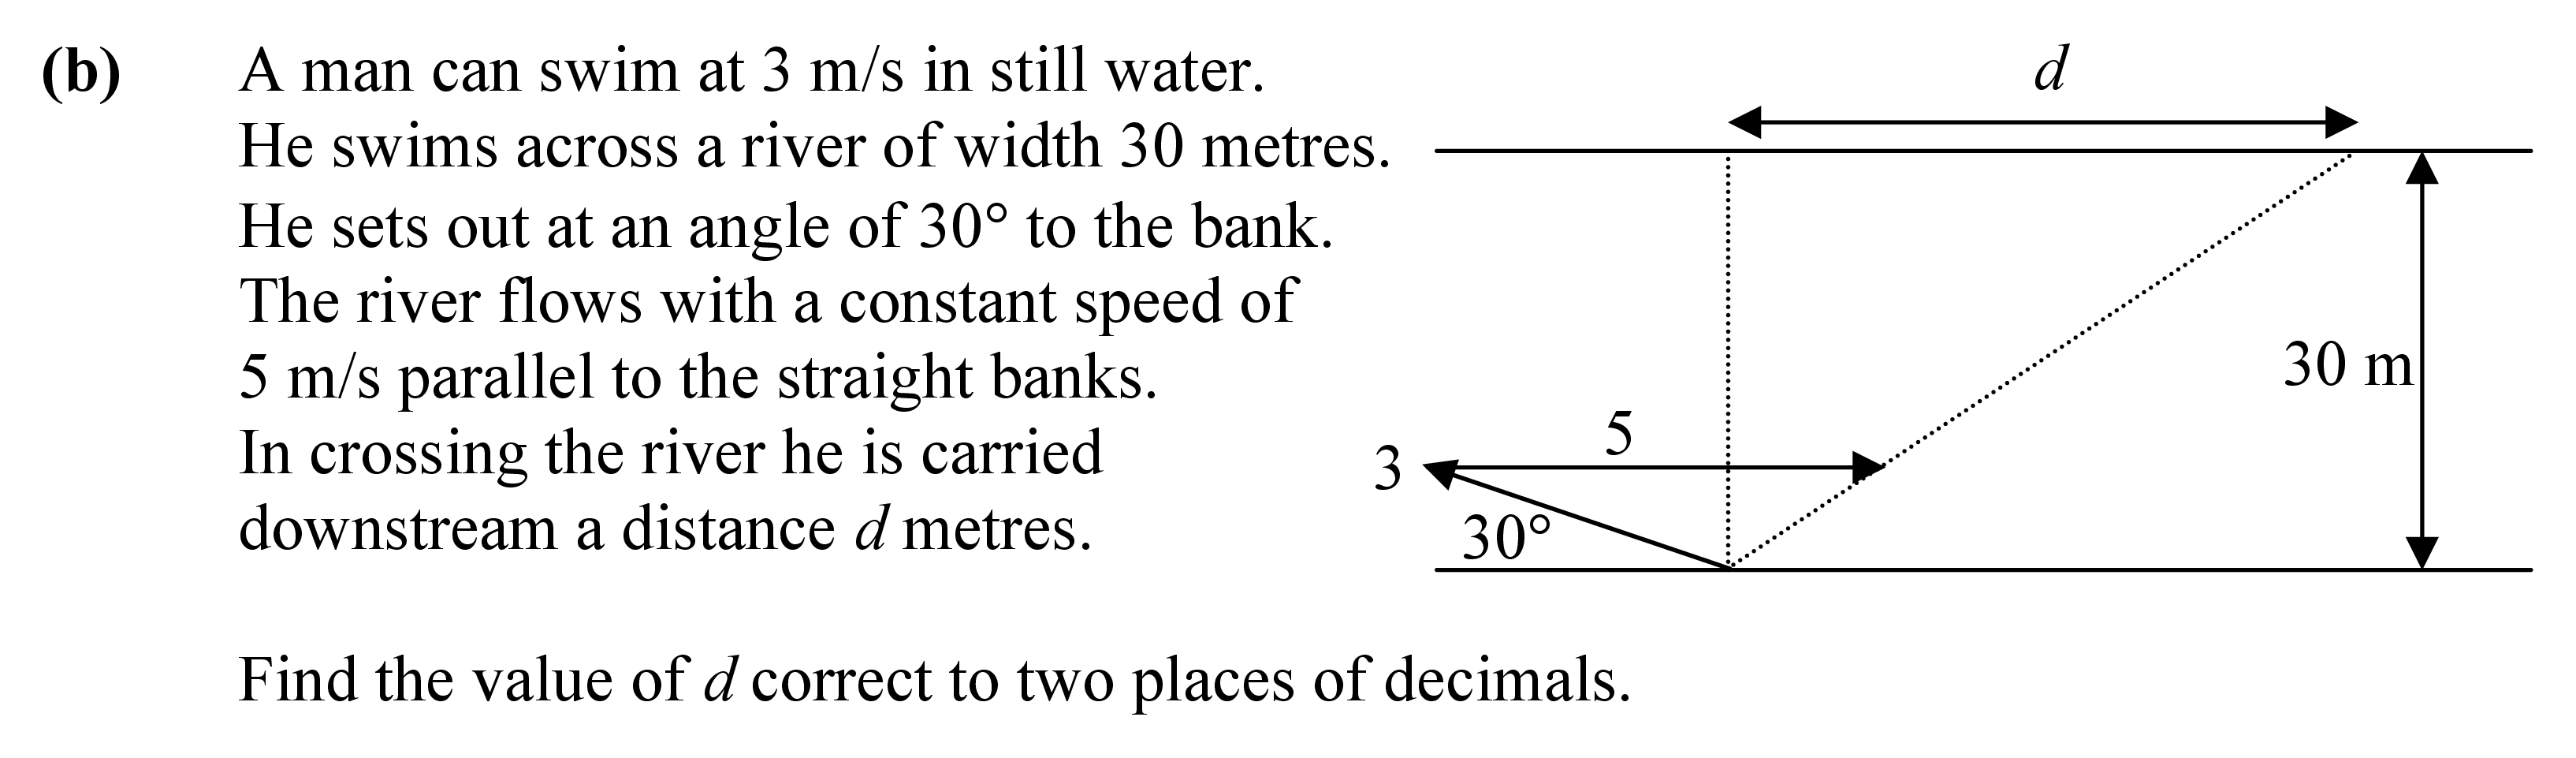 (b) A man can swim at 3 m/s in still water.
He swims across a river of width 30 metres.
He sets out at an angle of 30° to the bank.
The river flows with a constant speed of
5 m/s parallel to the straight banks.
In crossing the river he is carried
downstream a distance d metres.
Find the value of d correct to two places of decimals.
d
30 m
5
3
30°